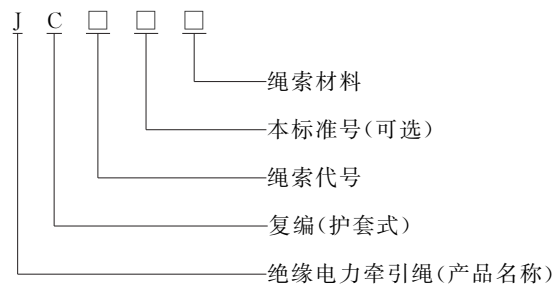 J C □ □ □
绳索材料
本标准号(可选)
绳索代号
复编(护套式)
绝缘电力牵引绳(产品名称)